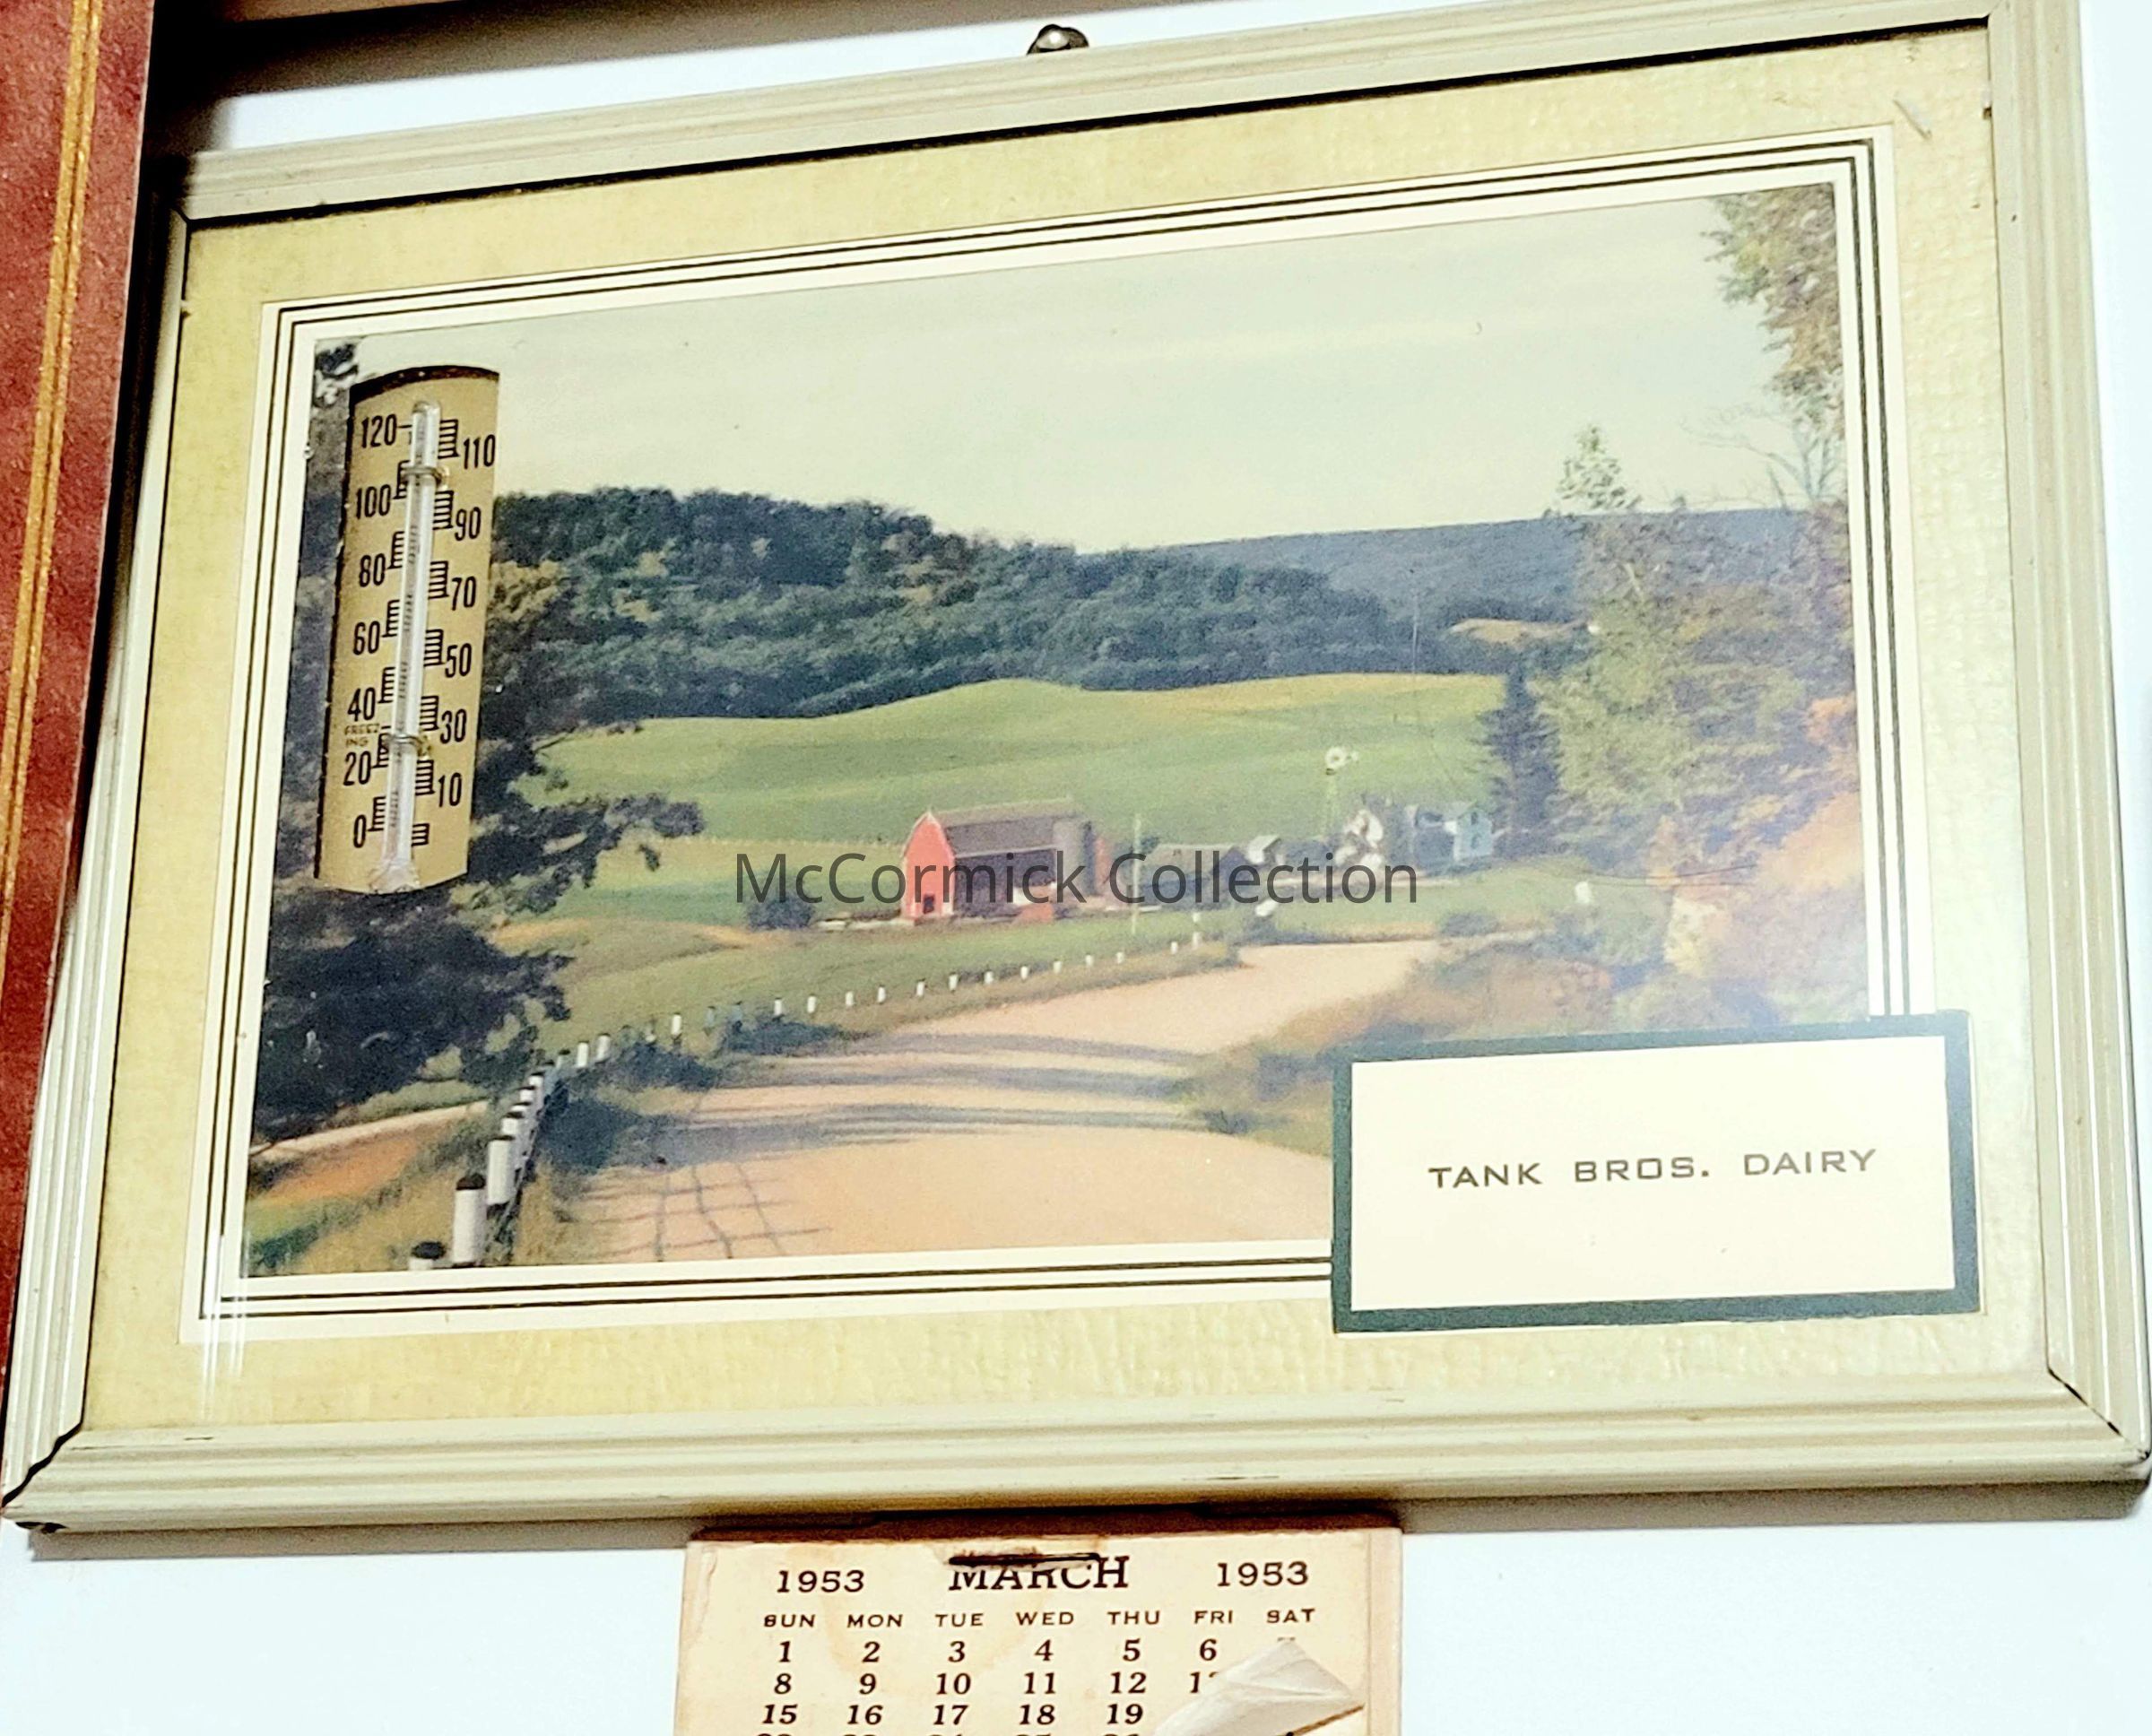 120
110
100
90
80
70
60
50
40
30
FREEZ
ING
20
10
0
McCormick Collection
TANK BROS. DAIRY
1953 MARCH 1953
SUN MON TUE WED THU FRI SAT
1 2 3 4 5 6
8 9 10 11 12
15 16 17 18 19